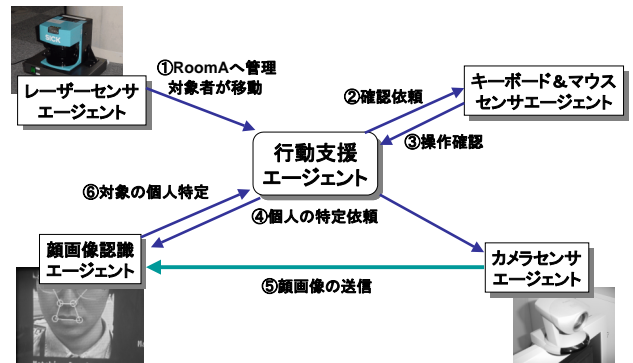 SICK
①RoomAへ管理
対象者が移動
レーザーセンサ
エージェント
②確認依頼
キーボード＆マウス
センサエージェント
③操作確認
行動支援
エージェント
⑥対象の個人特定
④個人の特定依頼
顔画像認識
エージェント
カメラセンサ
エージェント
⑤顔画像の送信